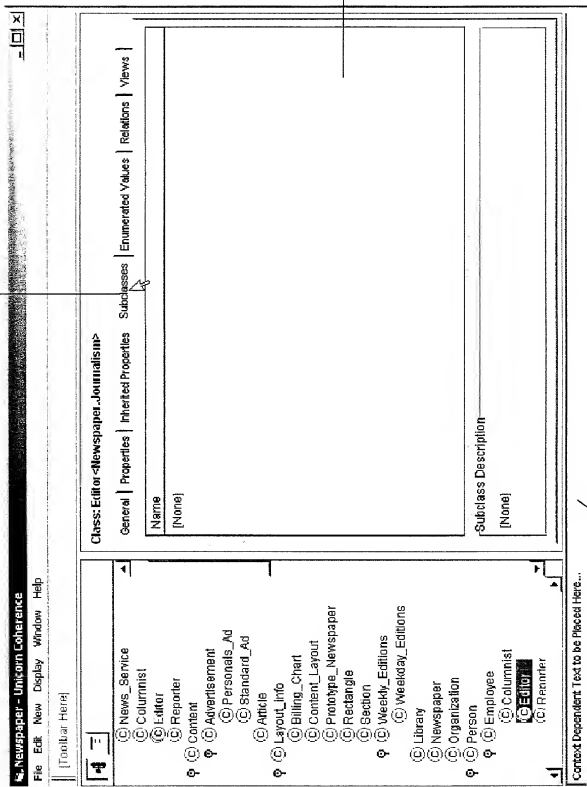 Newspaper - Unicorn Coherence
File Edit New Display Window Help
[Toolbar Here]
News_Service
Columnist
Editor
Reporter
Content
Advertisement
Personals_Ad
Standard_Ad
Article
Layout_Info
Billing_Chart
Content_Layout
Prototype_Newspaper
Rectangle
Section
Weekly_Editions
Weekday_Editions
Library
Newspaper
Organization
Person
Employee
Columnist
Editor
Reporter
Class: Editor<Newspaper.Journalism>
General | Properties | Inherited Properties Subclasses | Enumerated Values | Relations | Views |
Name
[None]
Subclass Description
[None]
Context Dependent Text to be Placed Here...